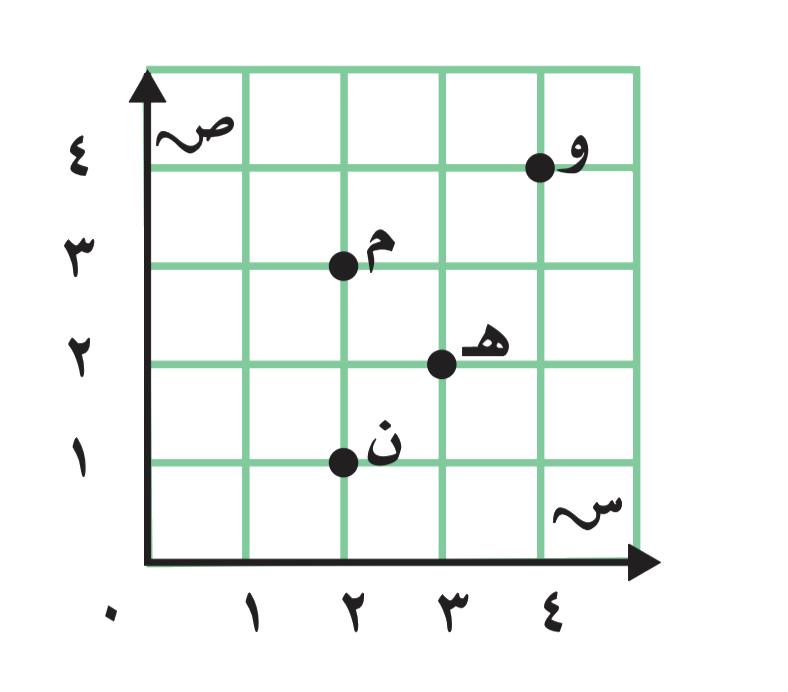 ص
٤
و
٣
م
٢
هـ
١
ن
س
٠ ١ ٢ ٣ ٤